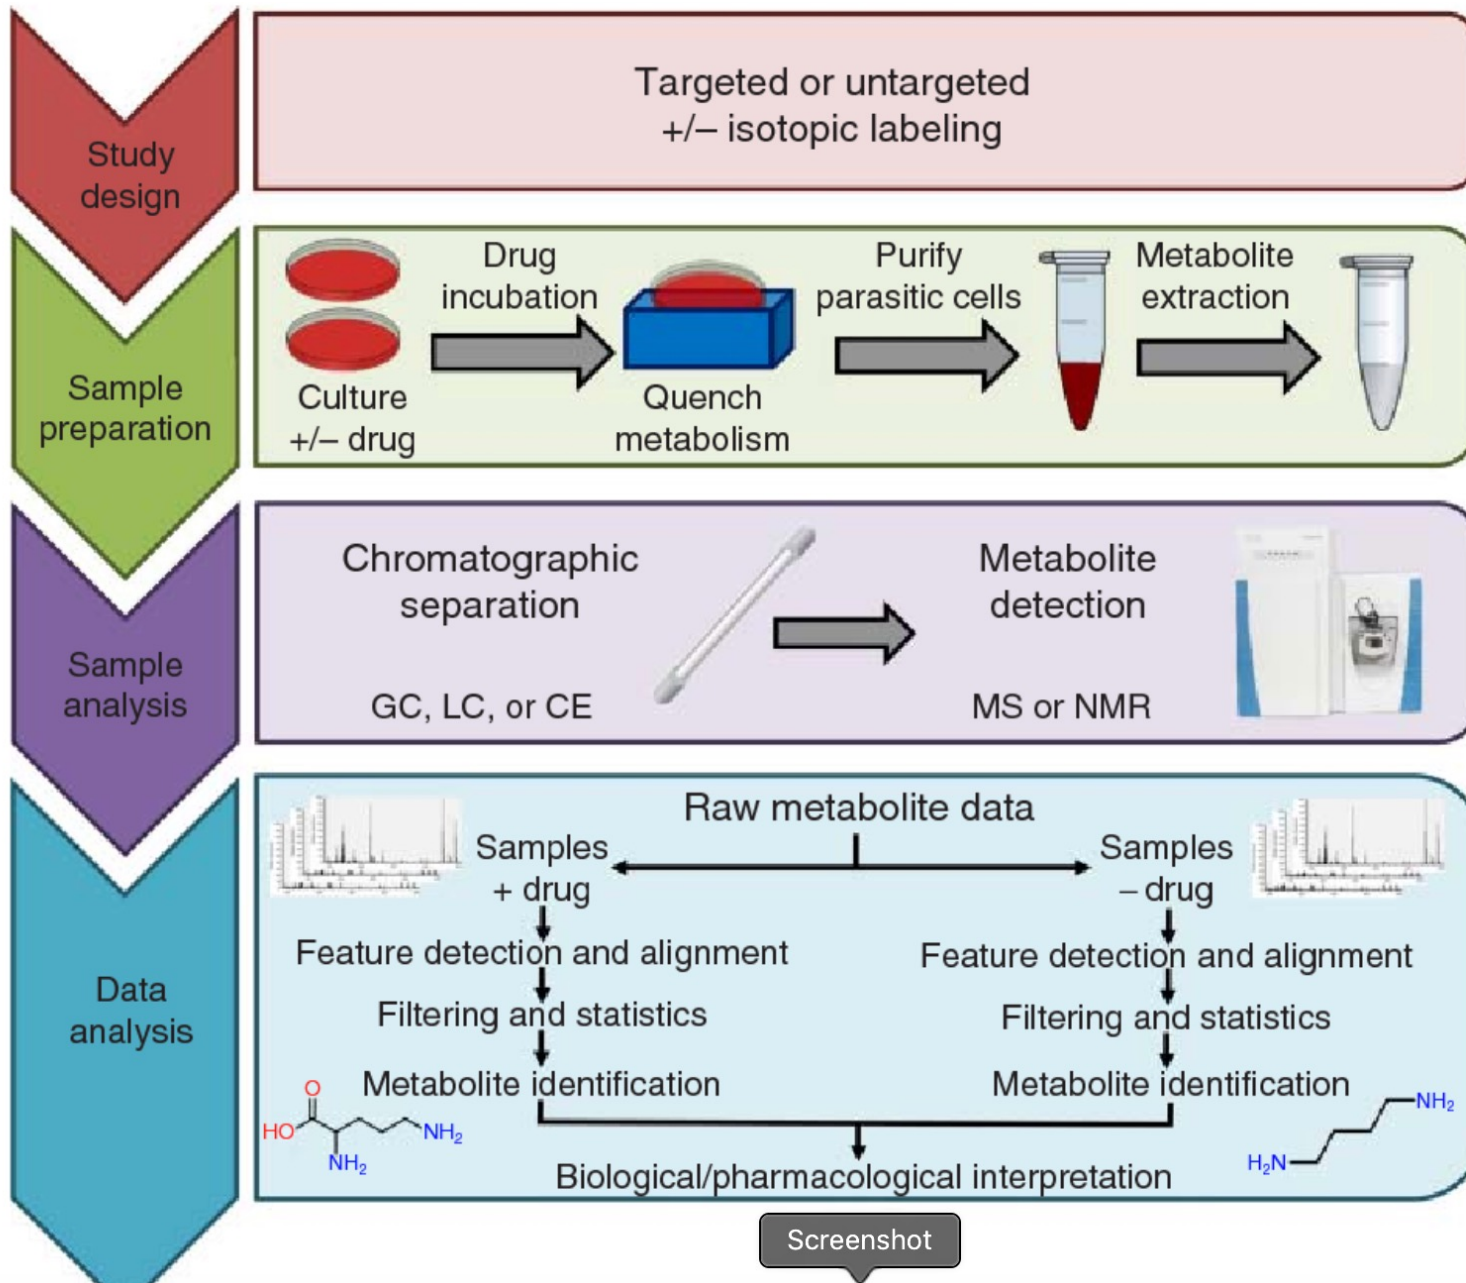 Targeted or untargeted
+/– isotopic labeling
Study
design
Drug
incubation
Purify
parasitic cells
Metabolite
extraction
Culture
+/– drug
Quench
metabolism
Sample
preparation
Chromatographic
separation
GC, LC, or CE
Metabolite
detection
MS or NMR
Sample
analysis
Raw metabolite data
Samples
+ drug
Samples
– drug
Feature detection and alignment
Feature detection and alignment
Filtering and statistics
Filtering and statistics
Metabolite identification
Metabolite identification
Data
analysis
O
HO
NH2
NH2
NH2
H2N
Biological/pharmacological interpretation
Screenshot